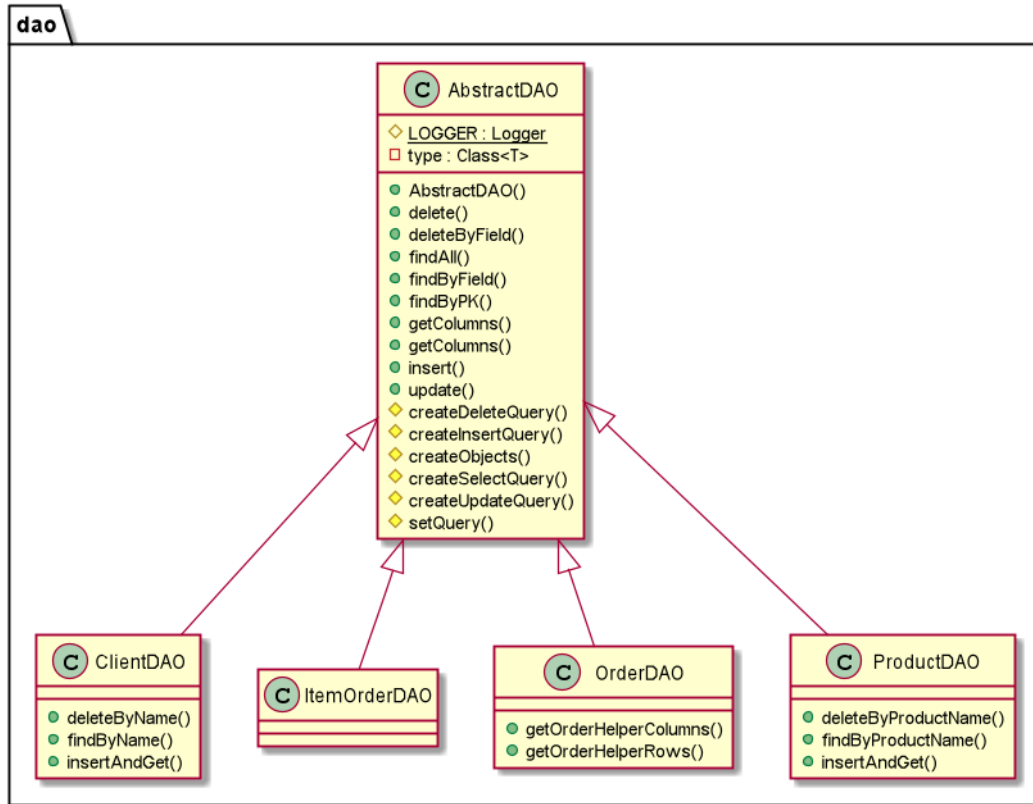 dao
C AbstractDAO
LOGGER : Logger
type : Class<T>
AbstractDAO()
delete()
deleteByField()
findAll()
findByField()
findByPK()
getColumns()
getColumns()
insert()
update()
createDeleteQuery()
createInsertQuery()
createObjects()
createSelectQuery()
createUpdateQuery()
setQuery()
C ClientDAO
deleteByName()
findByName()
insertAndGet()
C ItemOrderDAO
C OrderDAO
getOrderHelperColumns()
getOrderHelperRows()
C ProductDAO
deleteByProductName()
findByProductName()
insertAndGet()